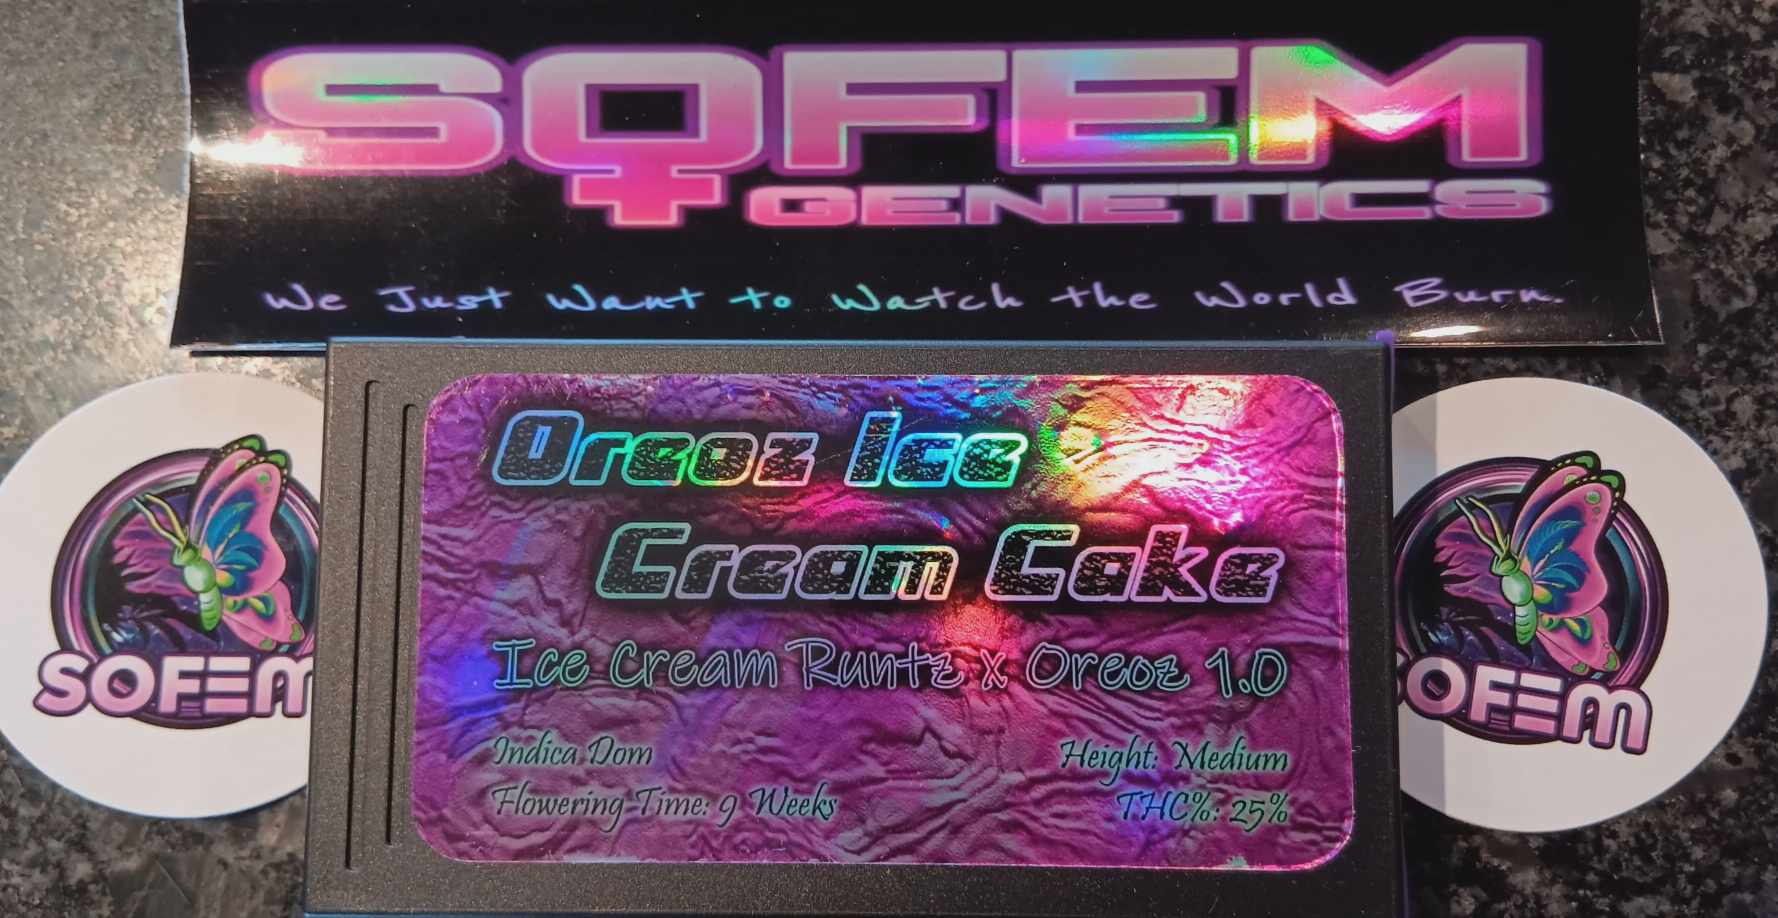 SOFEM
GENETICS
We Just Want to Watch the World Burn.
Oreoz Ice
Cream Cake
Ice Cream Runtz x Oreoz 1.0
Indica Dom
Height: Medium
Flowering Time: 9 Weeks
THC%: 25%
SOFEM
SOFEM